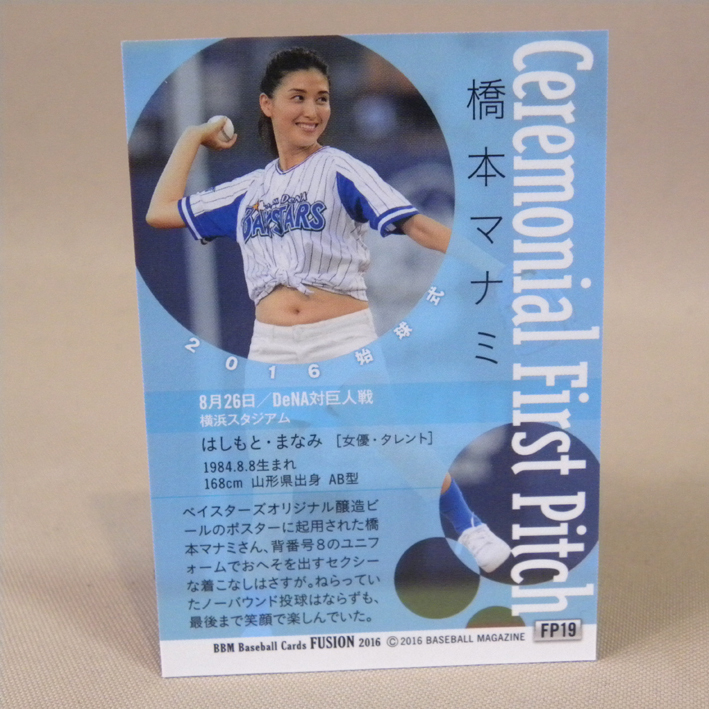 Ceremonial First Pitch
橋本マナミ
DeNA
BAYSTARS
2016 始球式
8月26日／DeNA対巨人戦
横浜スタジアム
はしもと・まなみ ［女優・タレント］
1984.8.8生まれ
168cm 山形県出身 AB型
ベイスターズオリジナル醸造ビ
ールのポスターに起用された橋
本マナミさん、背番号8のユニフ
ォームでおへそを出すセクシー
な着こなしはさすが。ねらってい
たノーバウンド投球はならずも、
最後まで笑顔で楽しんでいた。
FP19
BBM Baseball Cards FUSION 2016 ©2016 BASEBALL MAGAZINE